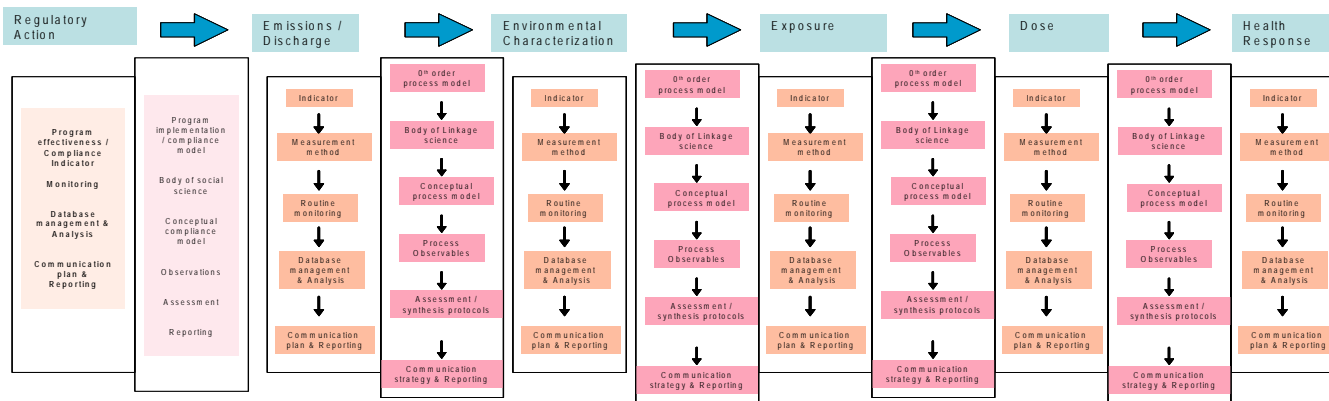 Regulatory
Action
Emissions /
Discharge
Environmental
Characterization
Exposure
Dose
Health
Response
Program
effectiveness /
Compliance
Indicator
Monitoring
Database
management &
Analysis
Communication
plan &
Reporting
Program
implementation
/ compliance
model
Body of social
science
Conceptual
compliance
model
Observations
Assessment
Reporting
Indicator
Measurement
method
Routine
monitoring
Database
management
& Analysis
Communication
plan & Reporting
0th order
process model
Body of Linkage
science
Conceptual
process model
Process
Observables
Assessment /
synthesis protocols
Communication
strategy & Reporting
Indicator
Measurement
method
Routine
monitoring
Database
management
& Analysis
Communication
plan & Reporting
0th order
process model
Body of Linkage
science
Conceptual
process model
Process
Observables
Assessment /
synthesis protocols
Communication
strategy & Reporting
Indicator
Measurement
method
Routine
monitoring
Database
management
& Analysis
Communication
plan & Reporting
0th order
process model
Body of Linkage
science
Conceptual
process model
Process
Observables
Assessment /
synthesis protocols
Communication
strategy & Reporting
Indicator
Measurement
method
Routine
monitoring
Database
management
& Analysis
Communication
plan & Reporting
0th order
process model
Body of Linkage
science
Conceptual
process model
Process
Observables
Assessment /
synthesis protocols
Communication
strategy & Reporting
Indicator
Measurement
method
Routine
monitoring
Database
management
& Analysis
Communication
plan & Reporting